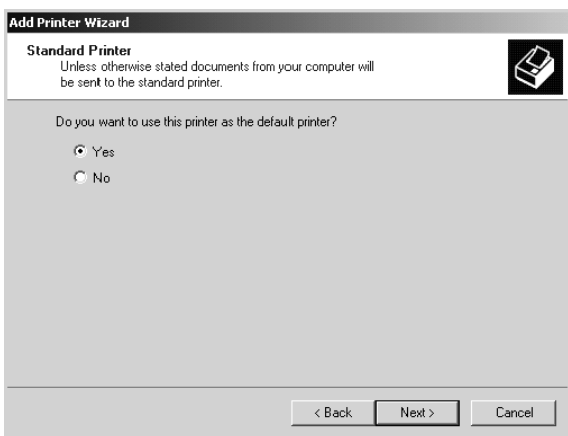 Add Printer Wizard
Standard Printer
Unless otherwise stated documents from your computer will
be sent to the standard printer.
Do you want to use this printer as the default printer?
Yes
No
< Back Next > Cancel